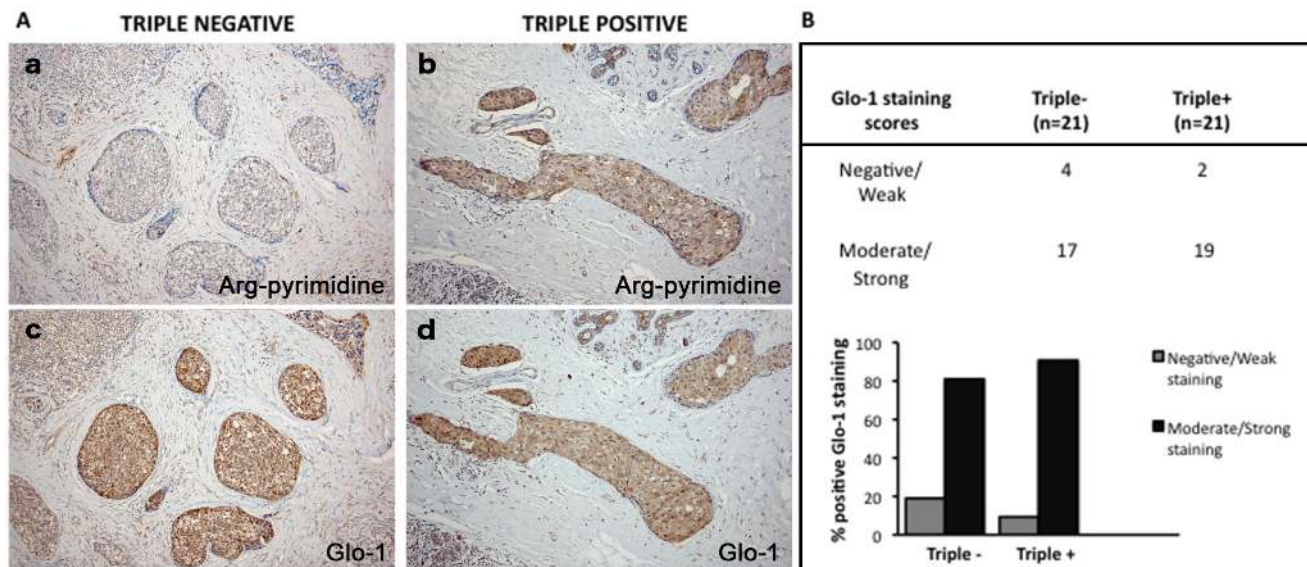 A
TRIPLE NEGATIVE
TRIPLE POSITIVE
a
Arg-pyrimidine
b
Arg-pyrimidine
c
Glo-1
d
Glo-1
B
Glo-1 staining scores
Triple- (n=21)
Triple+ (n=21)
Negative/ Weak
4
2
Moderate/ Strong
17
19
% positive Glo-1 staining
100
80
60
40
20
0
Triple -
Triple +
Negative/Weak staining
Moderate/Strong staining